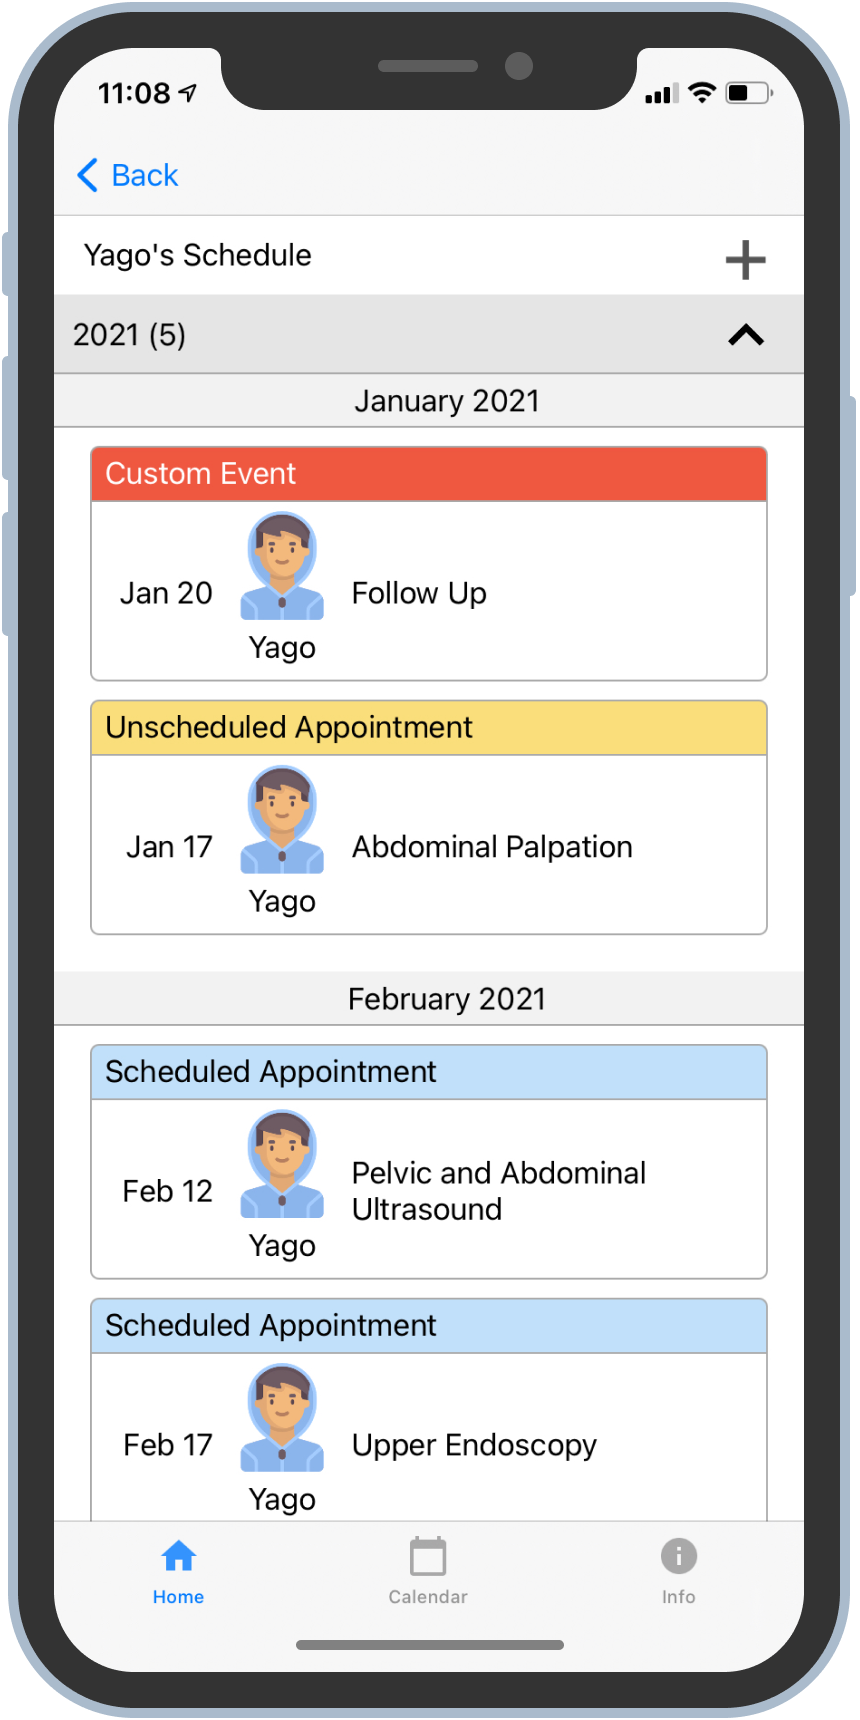 11:08
Back
Yago's Schedule
2021 (5)
January 2021
Custom Event
Jan 20
Follow Up
Yago
Unscheduled Appointment
Jan 17
Abdominal Palpation
Yago
February 2021
Scheduled Appointment
Feb 12
Pelvic and Abdominal
Ultrasound
Yago
Scheduled Appointment
Feb 17
Upper Endoscopy
Yago
Home
Calendar
Info